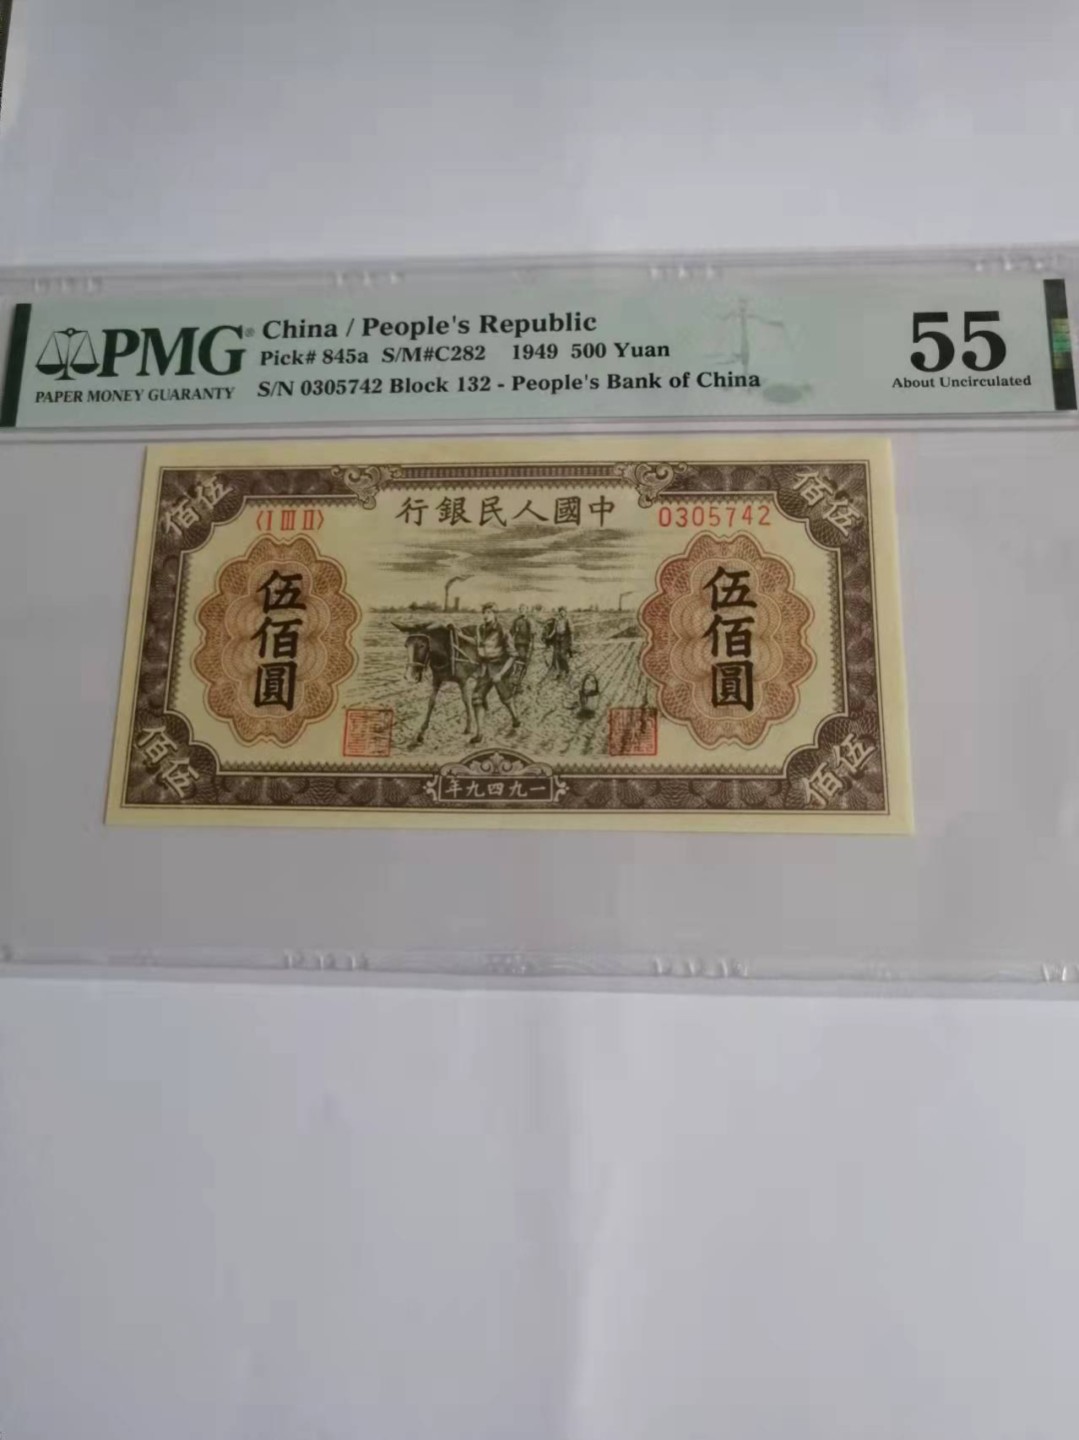 PMG®
PAPER MONEY GUARANTY
China / People's Republic
Pick# 845a S/M#C282 1949 500 Yuan
S/N 0305742 Block 132 - People's Bank of China
55
About Uncirculated
佰伍
佰伍
〈I III II〉
行銀民人國中
0305742
伍佰圓
伍佰圓
佰伍
年九四九一
佰伍